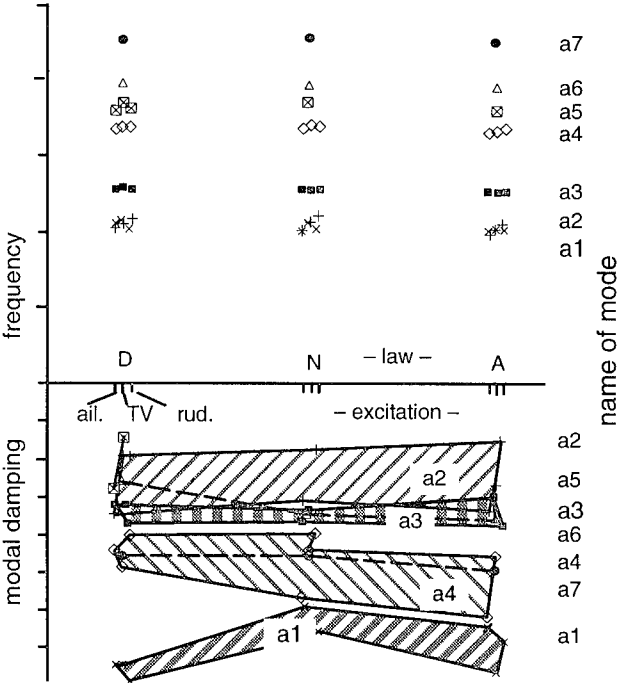 a7
a6
a5
a4
a3
a2
a1
frequency
name of mode
D N – law – A
ail. TV rud. – excitation –
modal damping
a2
a2
a5
a3
a3
a6
a4
a4
a7
a1
a1